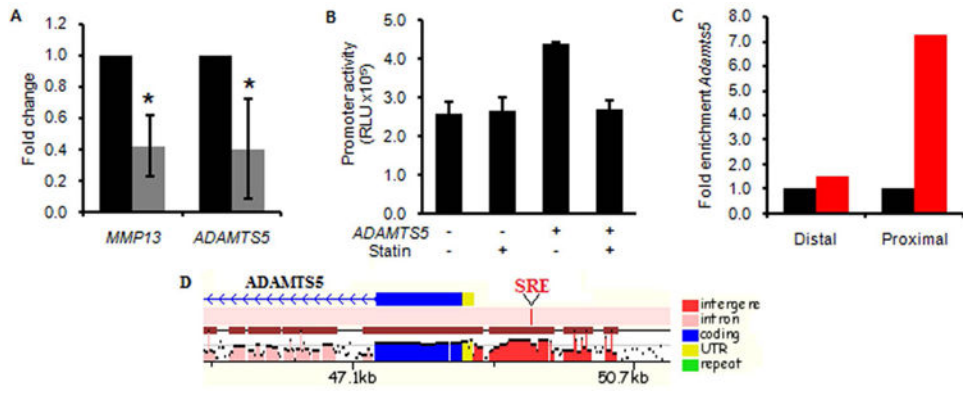 A
Fold change
1.2
1.0
0.8
0.6
0.4
0.2
0.0
*
*
MMP13
ADAMTS5
B
Promoter activity
(RLU x10⁵)
5.0
4.0
3.0
2.0
1.0
0.0
ADAMTS5 - - + +
Statin - + - +
C
Fold enrichment Adamts5
8.0
7.0
6.0
5.0
4.0
3.0
2.0
1.0
0.0
Distal
Proximal
D
ADAMTS5
SRE
47.1kb
50.7kb
intergene
intron
coding
UTR
repeat